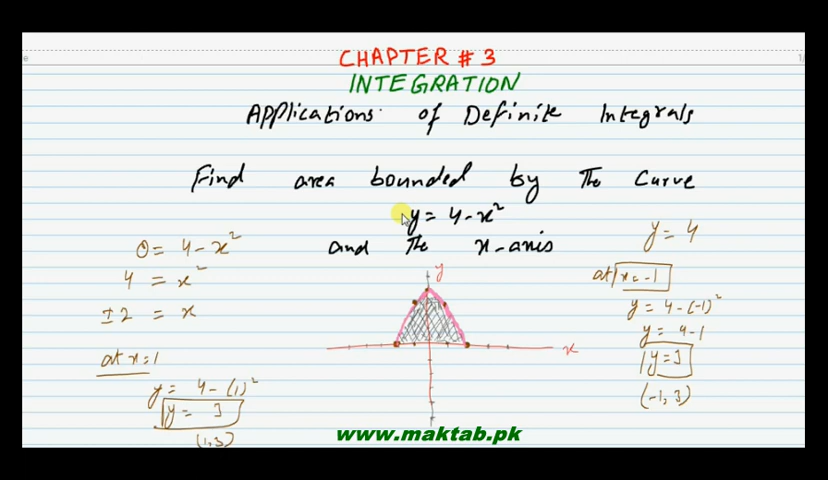 CHAPTER # 3
INTEGRATION
Applications of Definite Integrals
Find area bounded by The Curve
y = 4 - x²
and The x-axis
0 = 4 - x²
4 = x²
±2 = x
at x=1
y = 4 - (1)²
y = 3
(1,3)
y
x
y = 4
at x=-1
y = 4 - (-1)²
y = 4-1
y = 3
(-1, 3)
www.maktab.pk